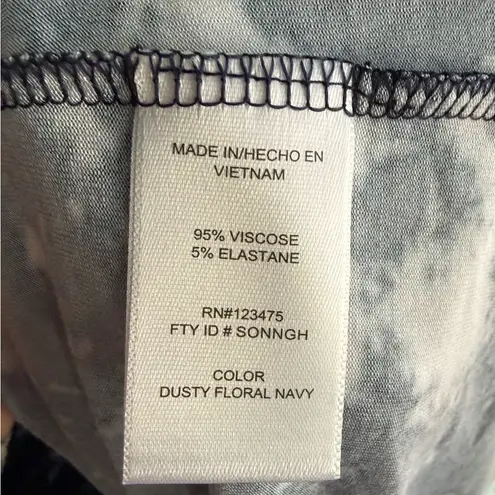 MADE IN/HECHO EN
VIETNAM
95% VISCOSE
5% ELASTANE
RN#123475
FTY ID # SONNGH
COLOR
DUSTY FLORAL NAVY